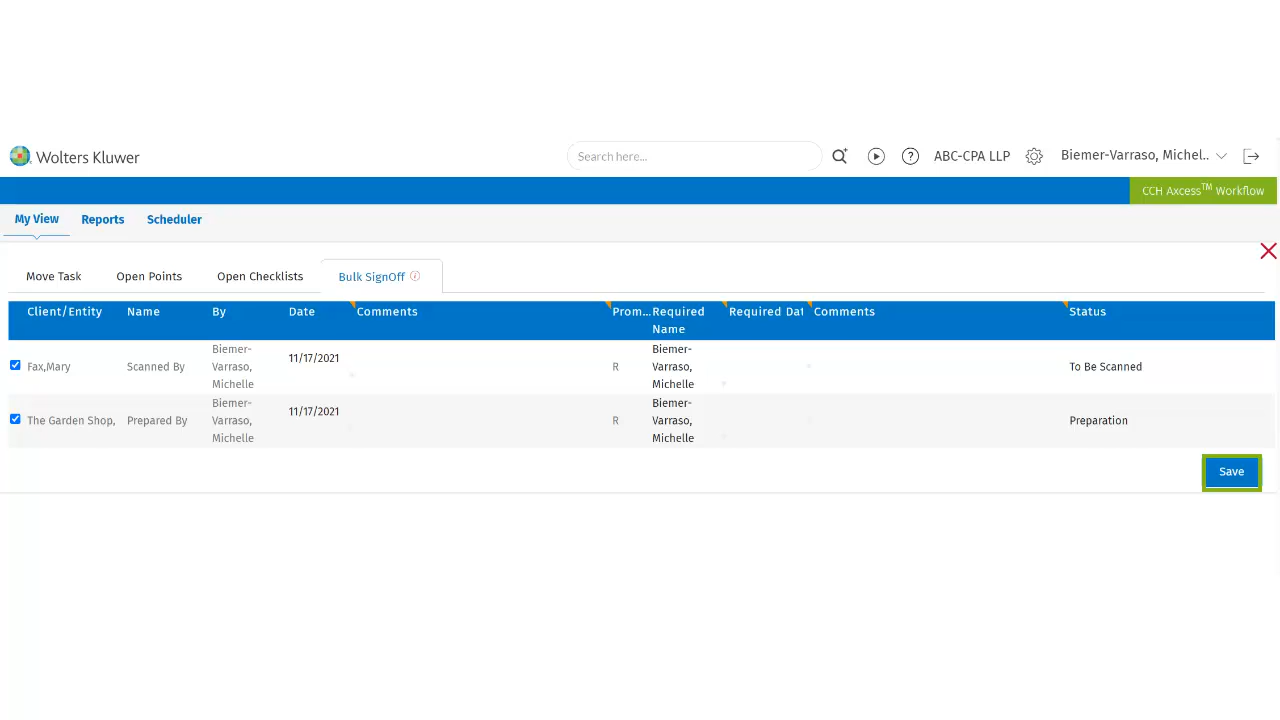 Wolters Kluwer
Search here...
ABC-CPA LLP
Biemer-Varraso, Michel..
CCH Axcess™ Workflow
My View
Reports
Scheduler
Move Task
Open Points
Open Checklists
Bulk SignOff
Client/Entity Name By Date Comments Prom... Required Name Required Dat Comments Status
Fax,Mary Scanned By Biemer-Varraso, Michelle 11/17/2021 R Biemer-Varraso, Michelle To Be Scanned
The Garden Shop, Prepared By Biemer-Varraso, Michelle 11/17/2021 R Biemer-Varraso, Michelle Preparation
Save